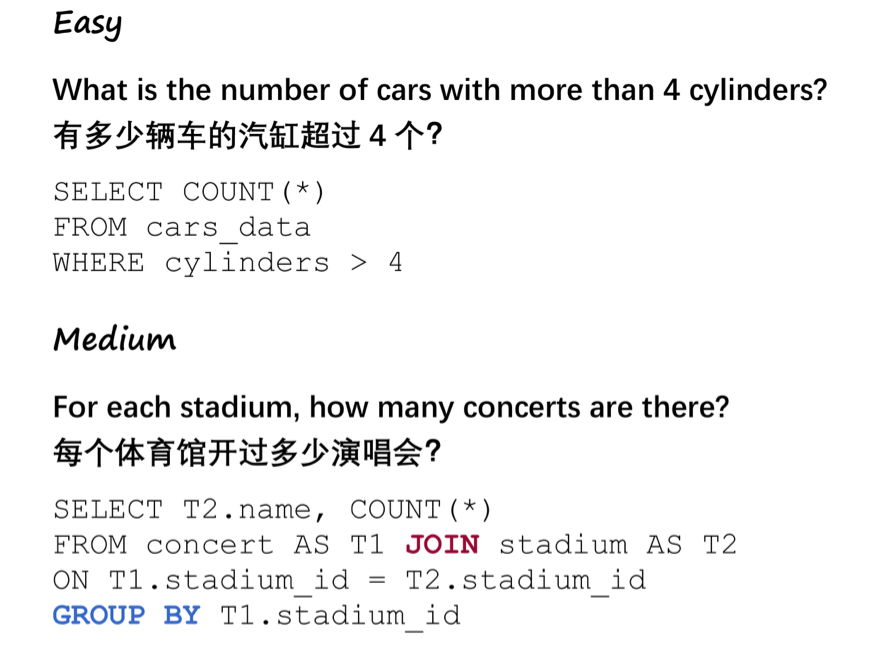 Easy
What is the number of cars with more than 4 cylinders?
有多少辆车的汽缸超过 4 个?
SELECT COUNT(*)
FROM cars_data
WHERE cylinders > 4
Medium
For each stadium, how many concerts are there?
每个体育馆开过多少演唱会?
SELECT T2.name, COUNT(*)
FROM concert AS T1 JOIN stadium AS T2
ON T1.stadium_id = T2.stadium_id
GROUP BY T1.stadium_id